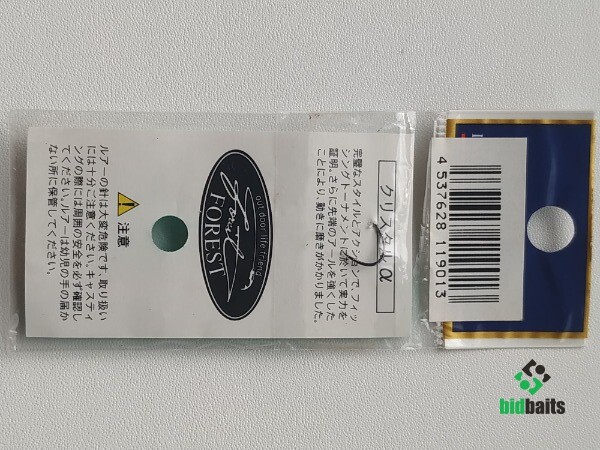 クリスタルα
完璧なスタイルとアクションで、フィッ
シングトーナメントに於いて実力を
証明。さらに先端のアールを強くした
ことにより、動きに磨きがかかりました。
outdoor life friend
FOREST
注意
ルアーの針は大変危険です、取り扱い
には十分ご注意ください。キャスティ
ングの際には周囲の安全を必ず確認し
てください。ルアーは幼児の手の届か
ない所に保管してください。
4 537628 119013
bidbaits